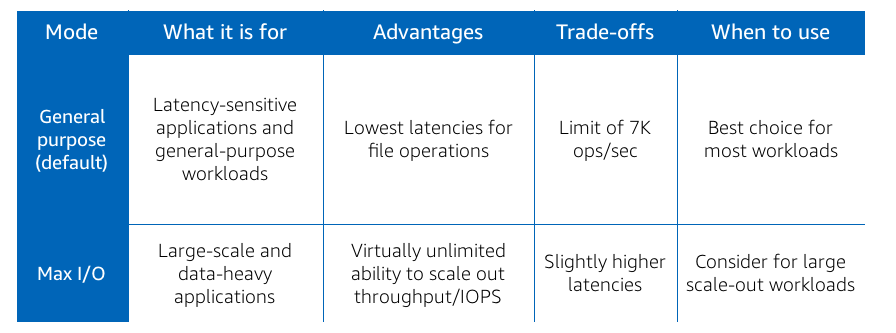 Mode What it is for Advantages Trade-offs When to use
General
purpose
(default)
Latency-sensitive
applications and
general-purpose
workloads
Lowest latencies for
file operations
Limit of 7K
ops/sec
Best choice for
most workloads
Max I/O
Large-scale and
data-heavy
applications
Virtually unlimited
ability to scale out
throughput/IOPS
Slightly higher
latencies
Consider for large
scale-out workloads